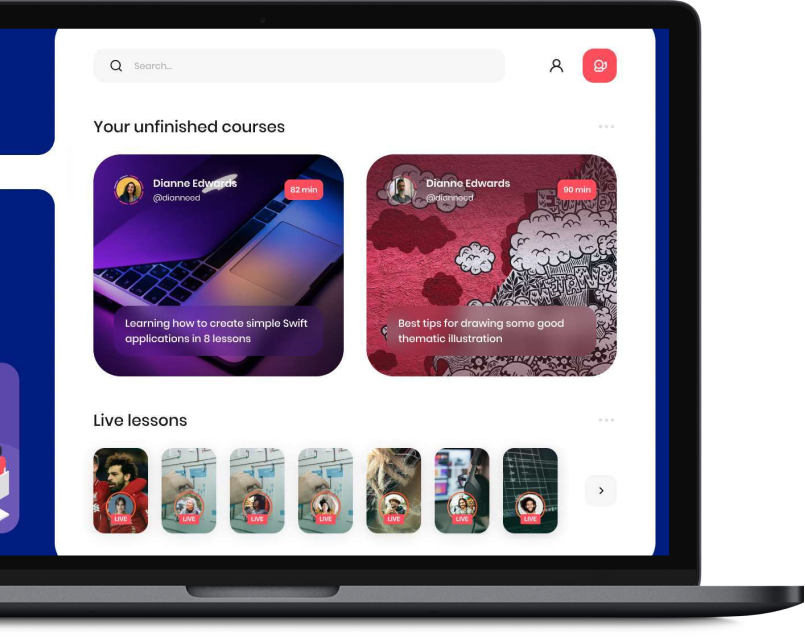 Search...
Your unfinished courses
Dianne Edwards
@dianneed
82 min
Learning how to create simple Swift
applications in 8 lessons
Dianne Edwards
@dianneed
90 min
Best tips for drawing some good
thematic illustration
Live lessons
LIVE
LIVE
LIVE
LIVE
LIVE
LIVE
LIVE